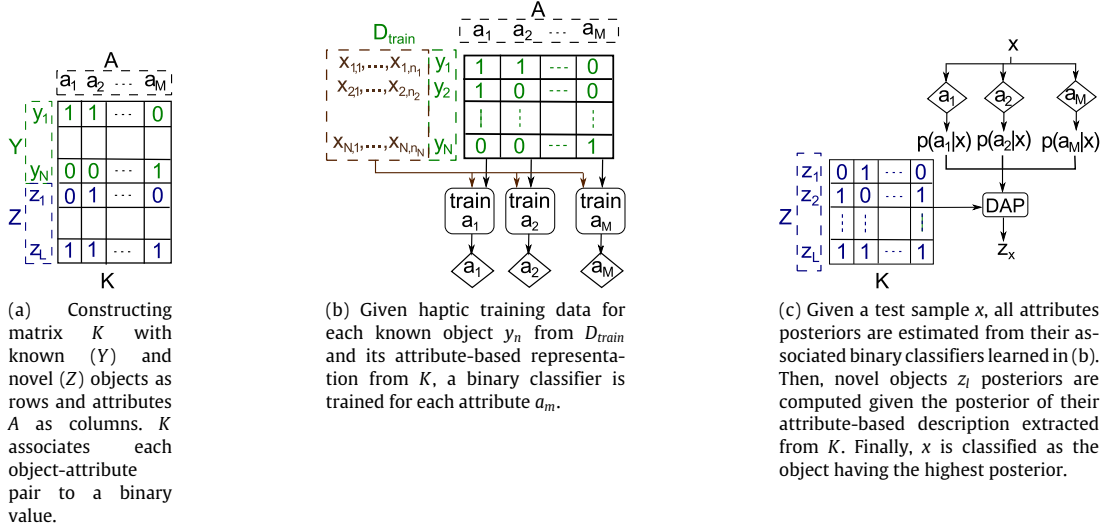 A
a1 a2 ... aM
Y
y1 1 1 ... 0
yN 0 0 ... 1
Z
z1 0 1 ... 0
zL 1 1 ... 1
K
(a) Constructing
matrix K with
known (Y) and
novel (Z) objects as
rows and attributes
A as columns. K
associates each
object-attribute
pair to a binary
value.
A
Dtrain
a1 a2 ... aM
x1,1,...,x1,n1 y1 1 1 ... 0
x21,...,x2,n2 y2 1 0 ... 0
xN,1,...,xN,nN yN 0 0 ... 1
train train train
a1 a2 aM
a1 a2 aM
(b) Given haptic training data for
each known object yn from Dtrain
and its attribute-based representa-
tion from K, a binary classifier is
trained for each attribute am.
x
a1 a2 aM
p(a1|x) p(a2|x) p(aM|x)
Z
z1 0 1 ... 0
z2 1 0 ... 1
zL 1 1 ... 1
K
DAP
zx
(c) Given a test sample x, all attributes
posteriors are estimated from their as-
sociated binary classifiers learned in (b).
Then, novel objects zl posteriors are
computed given the posterior of their
attribute-based description extracted
from K. Finally, x is classified as the
object having the highest posterior.